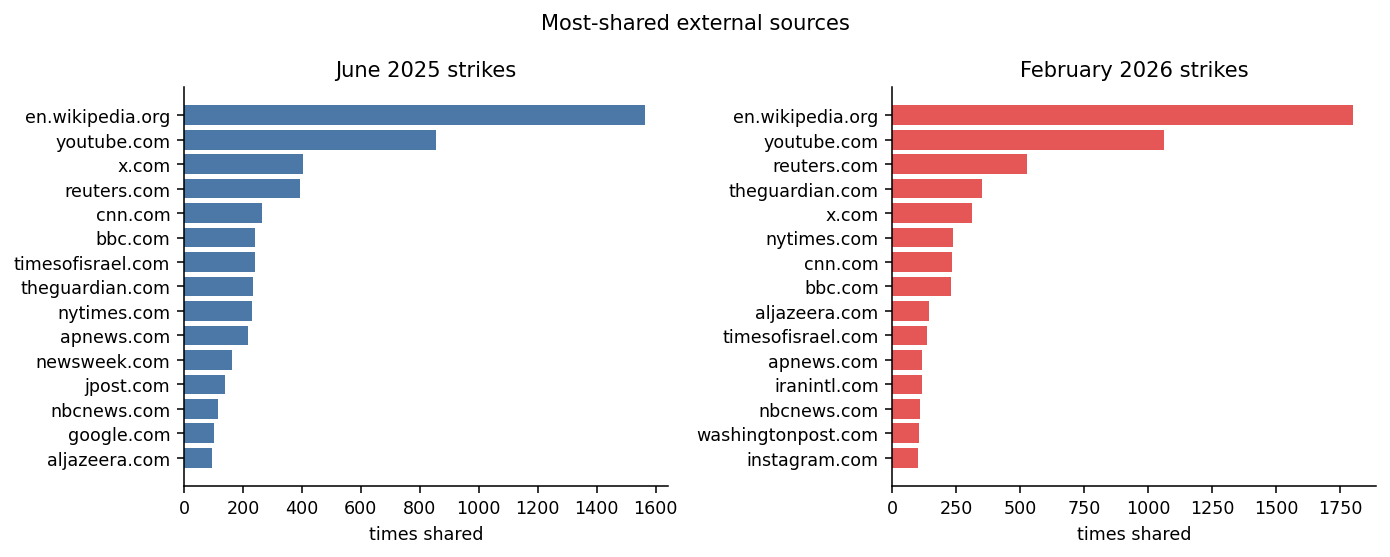 Most-shared external sources
June 2025 strikes
en.wikipedia.org
youtube.com
x.com
reuters.com
cnn.com
bbc.com
timesofisrael.com
theguardian.com
nytimes.com
apnews.com
newsweek.com
jpost.com
nbcnews.com
google.com
aljazeera.com
0 200 400 600 800 1000 1200 1400 1600
times shared
February 2026 strikes
en.wikipedia.org
youtube.com
reuters.com
theguardian.com
x.com
nytimes.com
cnn.com
bbc.com
aljazeera.com
timesofisrael.com
apnews.com
iranintl.com
nbcnews.com
washingtonpost.com
instagram.com
0 250 500 750 1000 1250 1500 1750
times shared